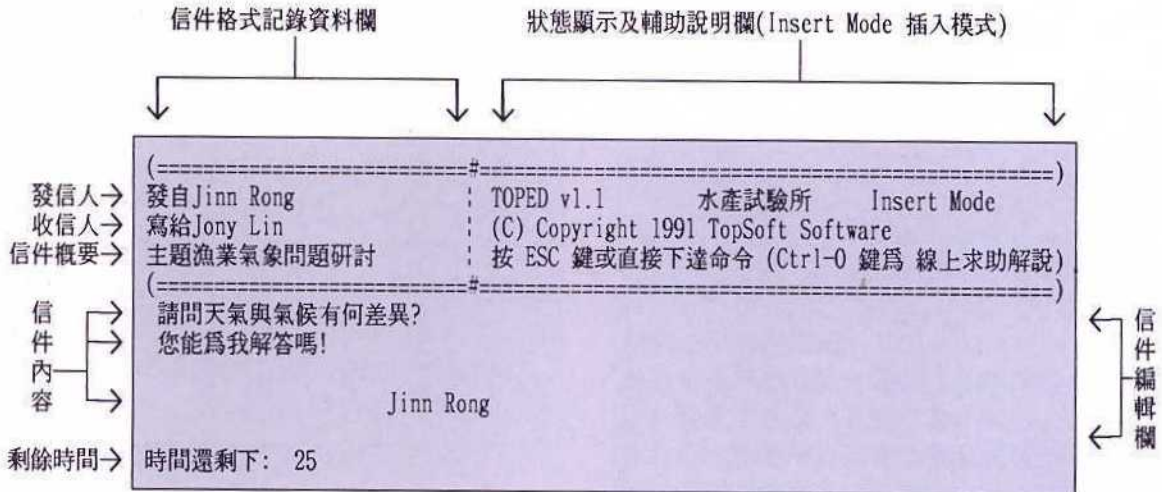 信件格式記錄資料欄
狀態顯示及輔助說明欄(Insert Mode 插入模式)
(===========================#==================================================)
發信人→ 發自Jinn Rong ¦ TOPED v1.1 水產試驗所 Insert Mode
收信人→ 寫給Jony Lin ¦ (C) Copyright 1991 TopSoft Software
信件概要→ 主題漁業氣象問題研討 ¦ 按 ESC 鍵或直接下達命令 (Ctrl-O 鍵爲 線上求助解説)
(===========================#==================================================)
信件內容
請問天氣與氣候有何差異?
您能爲我解答嗎!
Jinn Rong
信件編輯欄
剩餘時間→ 時間還剩下: 25